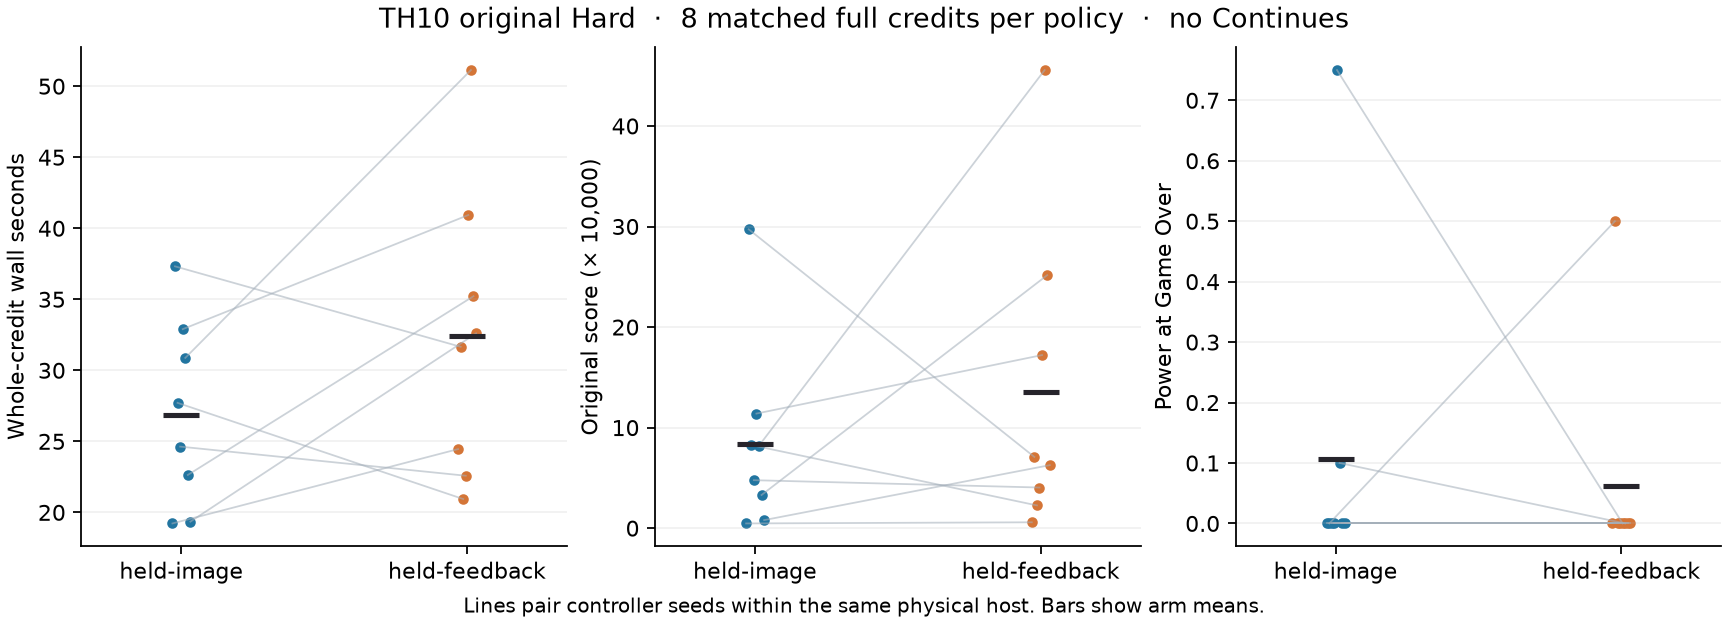 TH10 original Hard · 8 matched full credits per policy · no Continues
Whole-credit wall seconds
50
45
40
35
30
25
20
held-image
held-feedback
Original score (× 10,000)
40
30
20
10
0
held-image
held-feedback
Power at Game Over
0.7
0.6
0.5
0.4
0.3
0.2
0.1
0.0
held-image
held-feedback
Lines pair controller seeds within the same physical host. Bars show arm means.